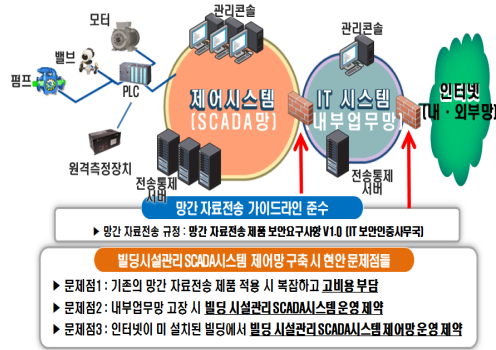 모터
관리콘솔
관리콘솔
밸브
펌프
PLC
제어시스템
(SCADA망)
IT 시스템
[내부업무망]
인터넷
[내 · 외부망]
원격측정장치
전송통제
서버
전송통제
서버
망간 자료전송 가이드라인 준수
▶ 망간 자료전송 규정 : 망간 자료전송 제품 보안요구사항 V1.0 (IT 보안인증사무국)
빌딩시설관리 SCADA시스템 제어망 구축 시 현안 문제점들
▶ 문제점1 : 기존의 망간 자료전송 제품 적용 시 복잡하고 고비용 부담
▶ 문제점2 : 내부업무망 고장 시 빌딩 시설관리 SCADA시스템 운영 제약
▶ 문제점3 : 인터넷이 미 설치된 빌딩에서 빌딩 시설관리 SCADA시스템 제어망 운영 제약